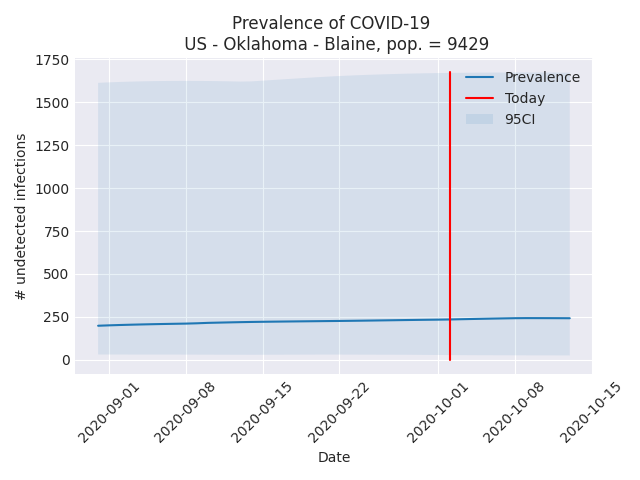 Prevalence of COVID-19
US - Oklahoma - Blaine, pop. = 9429
1750
1500
1250
1000
750
500
250
0
# undetected infections
Prevalence
Today
95CI
2020-09-01
2020-09-08
2020-09-15
2020-09-22
2020-10-01
2020-10-08
2020-10-15
Date